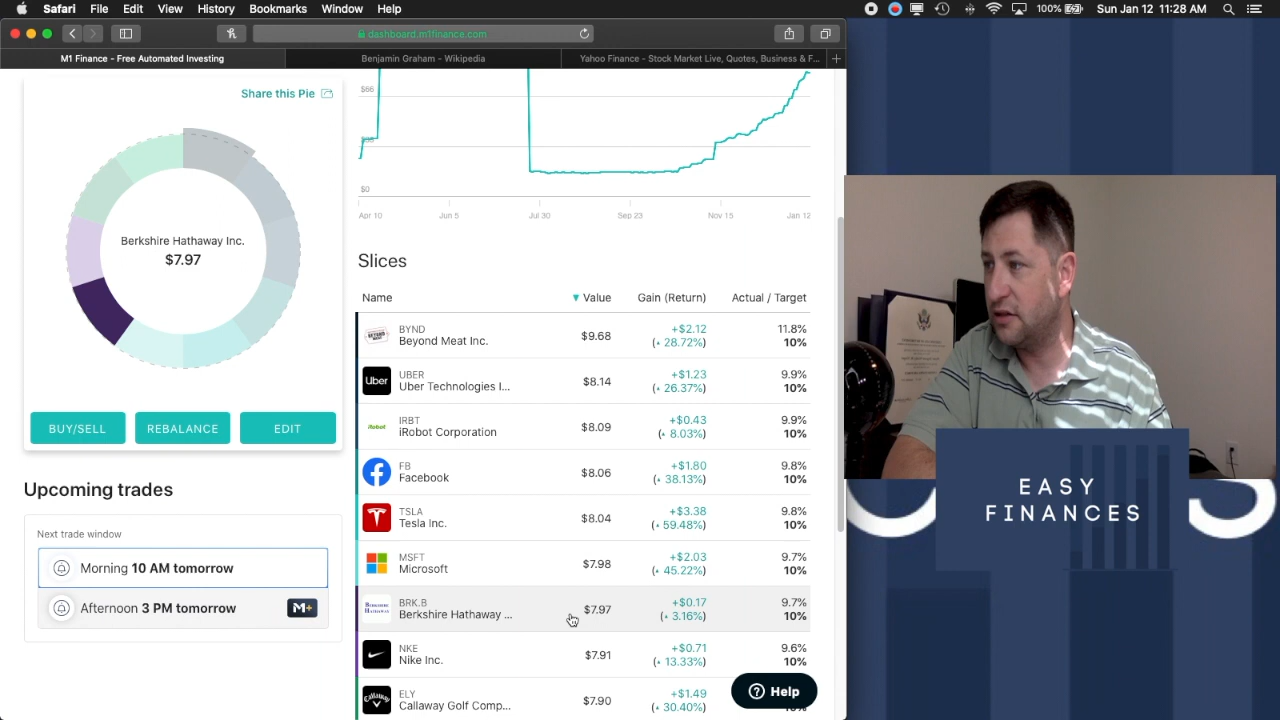 Safari File Edit View History Bookmarks Window Help
100% Sun Jan 12 11:28 AM
dashboard.m1finance.com
M1 Finance - Free Automated Investing
Benjamin Graham - Wikipedia
Yahoo Finance - Stock Market Live, Quotes, Business & F...
Share this Pie
Berkshire Hathaway Inc.
$7.97
BUY/SELL
REBALANCE
EDIT
Upcoming trades
Next trade window
Morning 10 AM tomorrow
Afternoon 3 PM tomorrow
M+
$66
$0
Apr 10 Jun 5 Jul 30 Sep 23 Nov 15 Jan 12
Slices
Name ▼ Value Gain (Return) Actual / Target
BYND $9.68 +$2.12 11.8%
Beyond Meat Inc. (▲ 28.72%) 10%
Uber
UBER $8.14 +$1.23 9.9%
Uber Technologies I... (▲ 26.37%) 10%
iRobot
IRBT $8.09 +$0.43 9.9%
iRobot Corporation (▲ 8.03%) 10%
FB $8.06 +$1.80 9.8%
Facebook (▲ 38.13%) 10%
TSLA $8.04 +$3.38 9.8%
Tesla Inc. (▲ 59.48%) 10%
MSFT $7.98 +$2.03 9.7%
Microsoft (▲ 45.22%) 10%
BRK.B $7.97 +$0.17 9.7%
Berkshire Hathaway ... (▲ 3.16%) 10%
NKE $7.91 +$0.71 9.6%
Nike Inc. (▲ 13.33%) 10%
Callaway
ELY $7.90 +$1.49
Callaway Golf Comp... (▲ 30.40%) 10%
Help
EASY
FINANCES